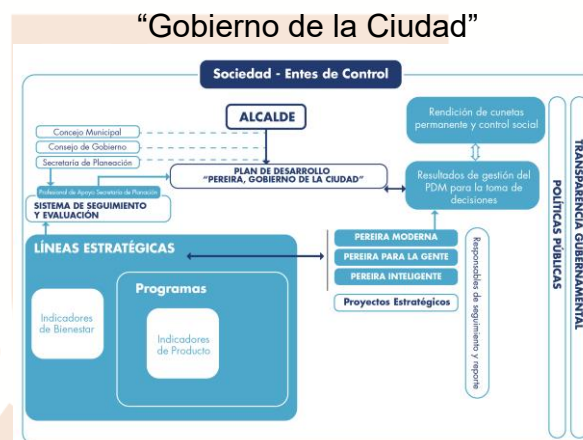 “Gobierno de la Ciudad”
Sociedad - Entes de Control
ALCALDE
Concejo Municipal
Consejo de Gobierno
Secretaría de Planeación
Profesional de Apoyo Secretaría de Planeación
SISTEMA DE SEGUIMIENTO
Y EVALUACIÓN
PLAN DE DESARROLLO
“PEREIRA, GOBIERNO DE LA CIUDAD”
Rendición de cunetas
permanente y control social
Resultados de gestión del
PDM para la toma de
decisiones
LÍNEAS ESTRATÉGICAS
Programas
Indicadores
de Bienestar
Indicadores
de Producto
PEREIRA MODERNA
PEREIRA PARA LA GENTE
PEREIRA INTELIGENTE
Proyectos Estratégicos
Responsables de seguimiento y reporte
POLÍTICAS PÚBLICAS
TRANSPARENCIA GUBERNAMENTAL